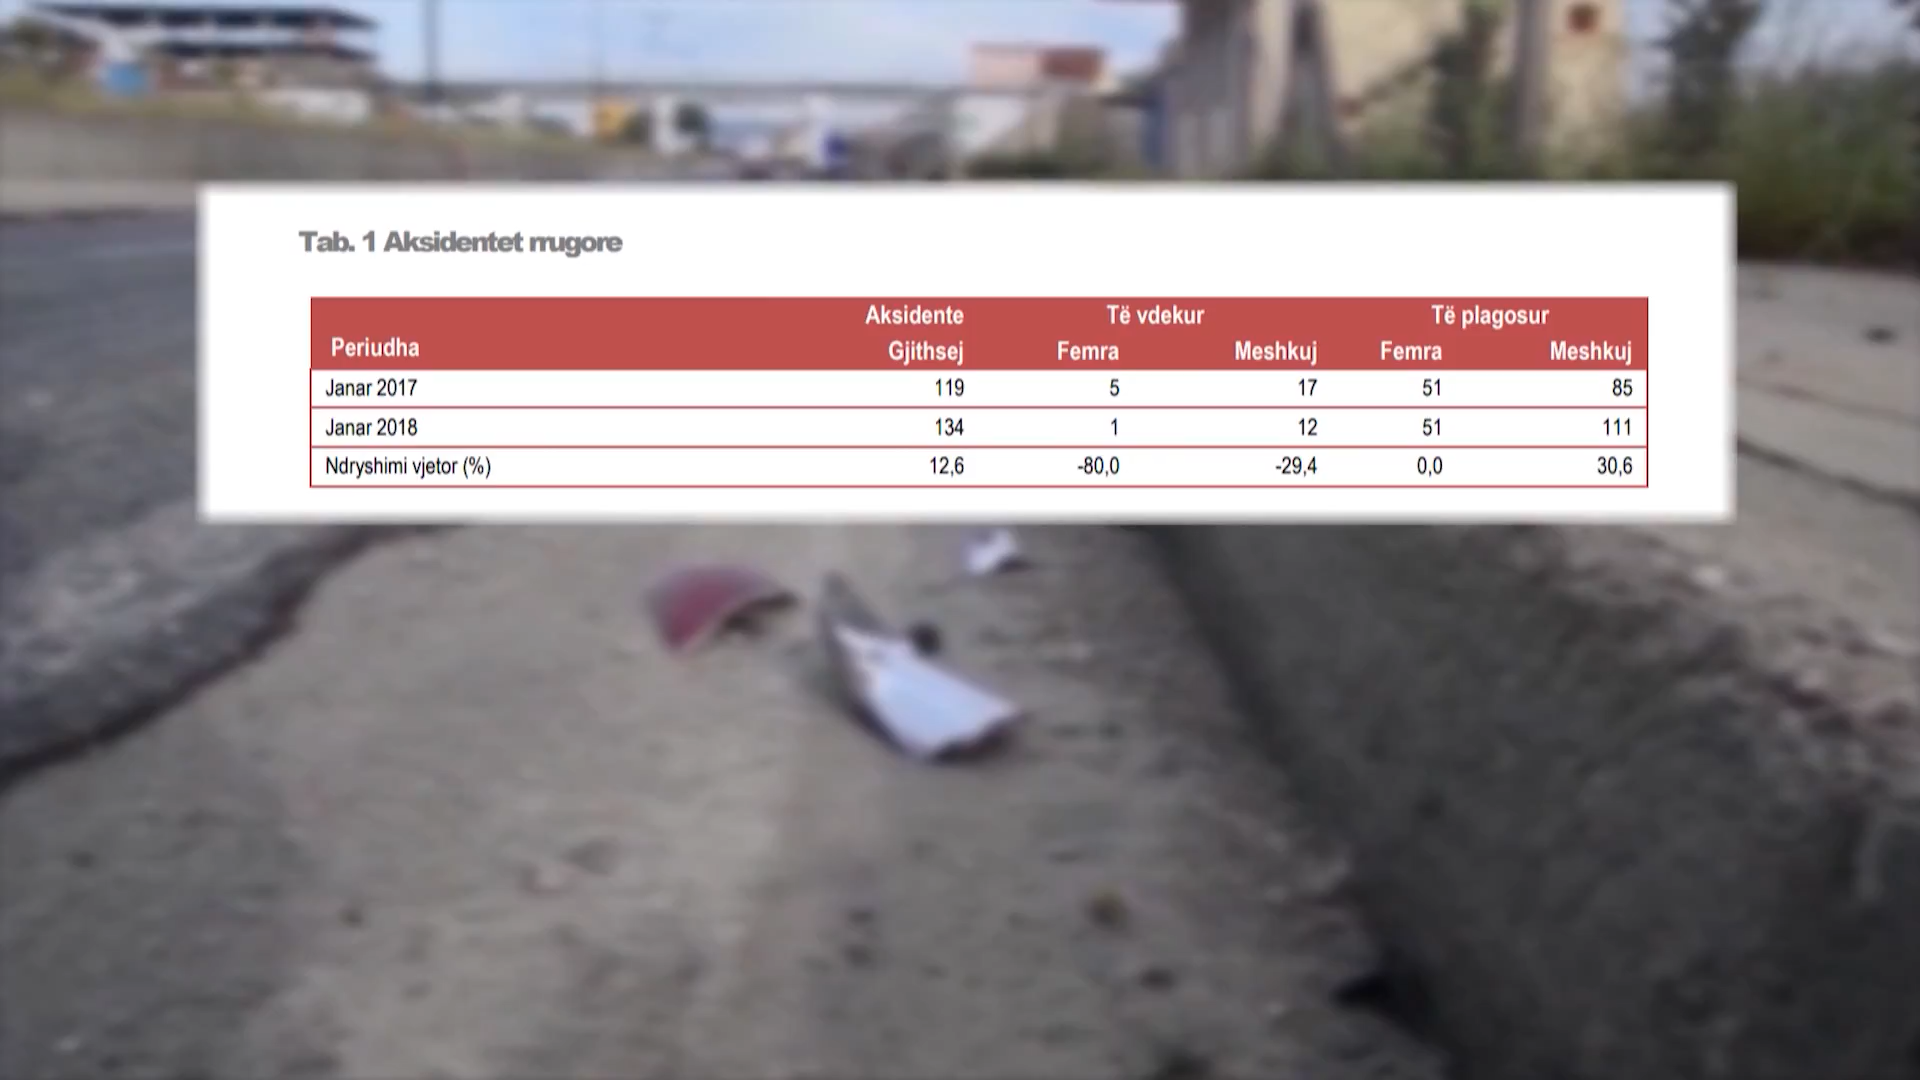 Tab. 1 Aksidentet rrugore
Aksidente Të vdekur Të plagosur
Periudha Gjithsej Femra Meshkuj Femra Meshkuj
Janar 2017 119 5 17 51 85
Janar 2018 134 1 12 51 111
Ndryshimi vjetor (%) 12,6 -80,0 -29,4 0,0 30,6